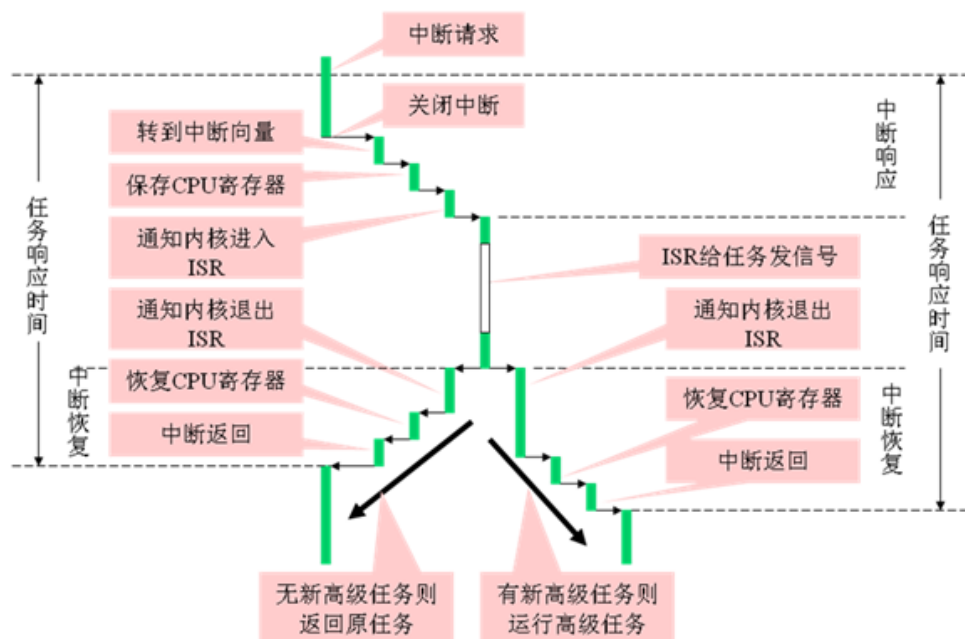 中断请求
关闭中断
转到中断向量
保存CPU寄存器
通知内核进入
ISR
通知内核退出
ISR
恢复CPU寄存器
中断返回
任务响应时间
中断恢复
中断响应
ISR给任务发信号
通知内核退出
ISR
恢复CPU寄存器
中断返回
任务响应时间
中断恢复
无新高级任务则
返回原任务
有新高级任务则
运行高级任务